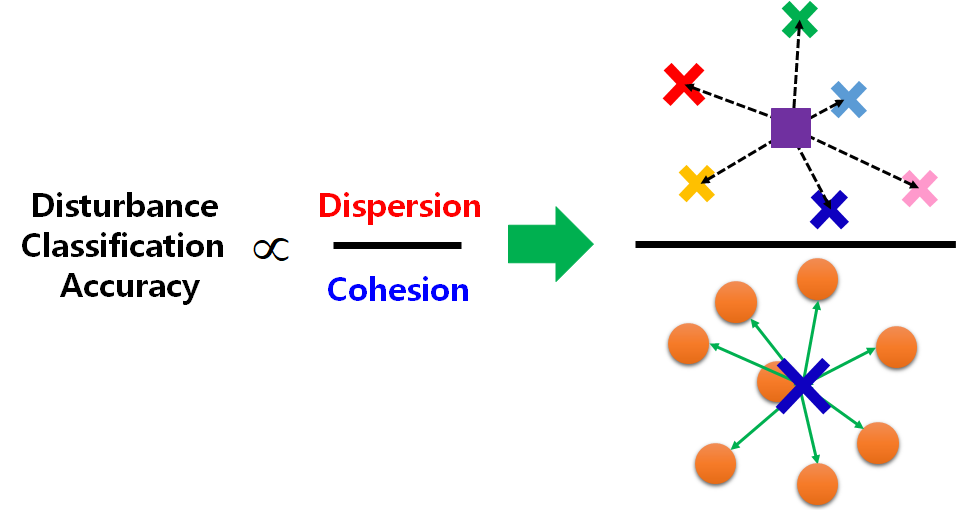 Disturbance
Classification
Accuracy
∝
Dispersion
Cohesion